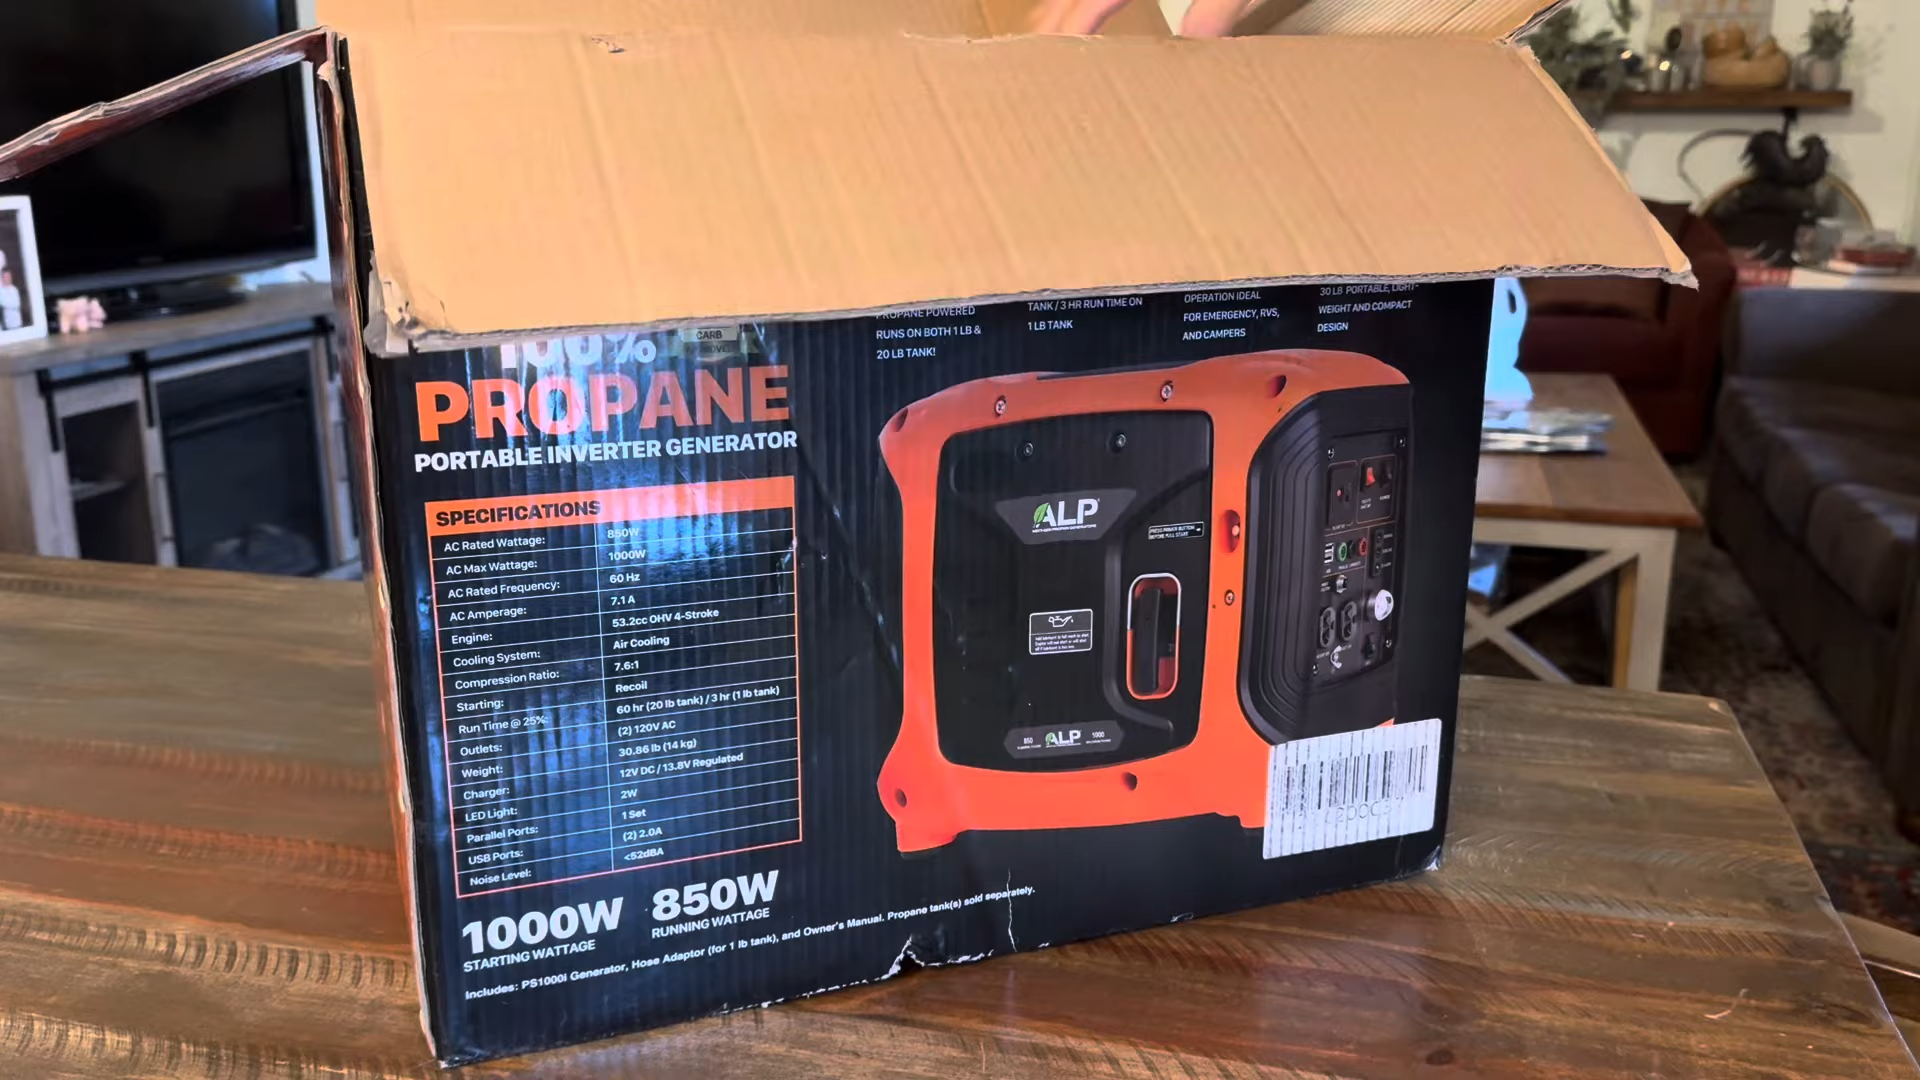 100%
CARB
PROPANE
PORTABLE INVERTER GENERATOR
SPECIFICATIONS
AC Rated Wattage: 850W
AC Max Wattage: 1000W
AC Rated Frequency: 60 Hz
AC Amperage: 7.1 A
Engine: 53.2cc OHV 4-Stroke
Cooling System: Air Cooling
Compression Ratio: 7.6:1
Starting: Recoil
Run Time @ 25%: 60 hr (20 lb tank) / 3 hr (1 lb tank)
Outlets: (2) 120V AC
Weight: 30.86 lb (14 kg)
Charger: 12V DC / 13.8V Regulated
LED Light: 2W
Parallel Ports: 1 Set
USB Ports: (2) 2.0A
Noise Level: <52dBA
1000W
STARTING WATTAGE
850W
RUNNING WATTAGE
Includes: PS1000i Generator, Hose Adaptor (for 1 lb tank), and Owner's Manual. Propane tank(s) sold separately.
PROPANE POWERED
RUNS ON BOTH 1 LB &
20 LB TANK!
TANK / 3 HR RUN TIME ON
1 LB TANK
OPERATION IDEAL
FOR EMERGENCY, RVS,
AND CAMPERS
30 LB PORTABLE, LIGHT-
WEIGHT AND COMPACT
DESIGN
ALP
PRESS PRIMER BUTTON
BEFORE PULL START
850
ALP
1000